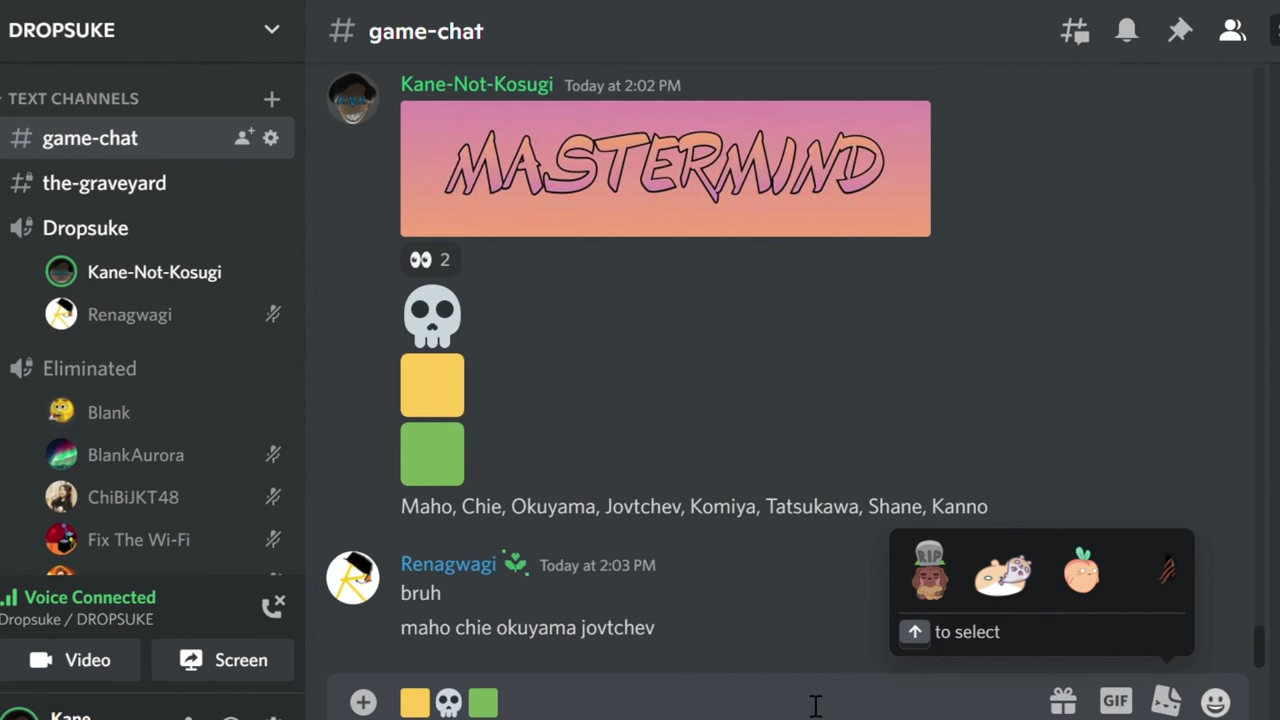 DROPSUKE
game-chat
TEXT CHANNELS
game-chat
the-graveyard
Dropsuke
Kane-Not-Kosugi
Renagwagi
Eliminated
Blank
BlankAurora
ChiBiJKT48
Fix The Wi-Fi
Voice Connected
Dropsuke / DROPSUKE
Video
Screen
Kane
Kane-Not-Kosugi Today at 2:02 PM
MASTERMIND
2
Maho, Chie, Okuyama, Jovtchev, Komiya, Tatsukawa, Shane, Kanno
Renagwagi Today at 2:03 PM
bruh
maho chie okuyama jovtchev
RIP
to select
GIF